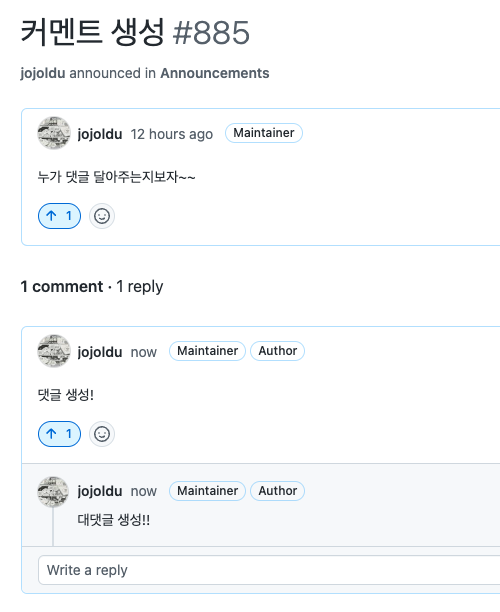 커멘트 생성 #885
jojoldu announced in Announcements
jojoldu 12 hours ago Maintainer
누가 댓글 달아주는지보자~~
↑ 1
1 comment · 1 reply
jojoldu now Maintainer Author
댓글 생성!
↑ 1
jojoldu now Maintainer Author
대댓글 생성!!
Write a reply